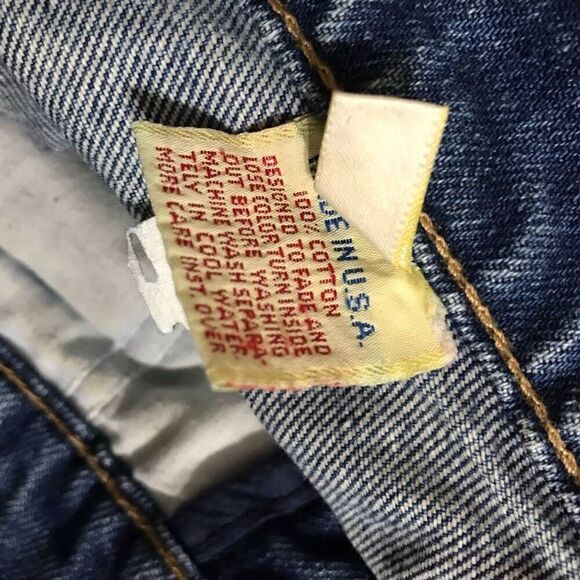 DE IN U.S.A.
100% COTTON
DESIGNED TO FADE AND
LOSE COLOR TURN INSIDE
OUT BEFORE WASHING
MACHINE WASH SEPARA-
TELY IN COOL WATER
MORE CARE INST OVER